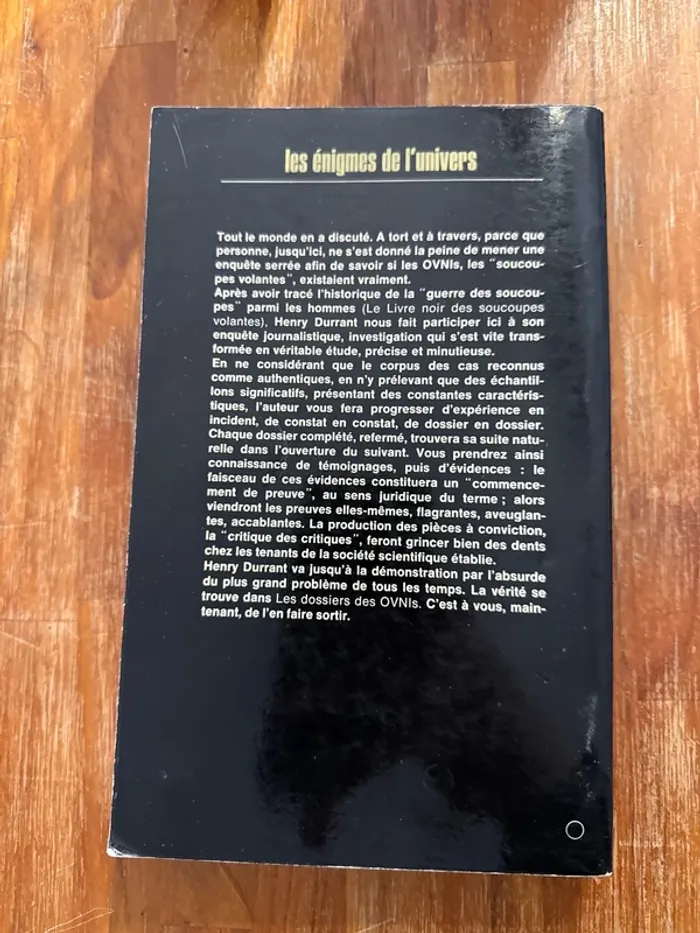 les énigmes de l'univers
Tout le monde en a discuté. A tort et à travers, parce que
personne, jusqu'ici, ne s'est donné la peine de mener une
enquête serrée afin de savoir si les OVNIs, les "soucou-
pes volantes", existaient vraiment.
Après avoir tracé l'historique de la "guerre des soucou-
pes" parmi les hommes (Le Livre noir des soucoupes
volantes), Henry Durrant nous fait participer ici à son
enquête journalistique, investigation qui s'est vite trans-
formée en véritable étude, précise et minutieuse.
En ne considérant que le corpus des cas reconnus
comme authentiques, en n'y prélevant que des échantil-
lons significatifs, présentant des constantes caractéris-
tiques, l'auteur vous fera progresser d'expérience en
incident, de constat en constat, de dossier en dossier.
Chaque dossier complété, refermé, trouvera sa suite natu-
relle dans l'ouverture du suivant. Vous prendrez ainsi
connaissance de témoignages, puis d'évidences : le
faisceau de ces évidences constituera un "commence-
ment de preuve", au sens juridique du terme ; alors
viendront les preuves elles-mêmes, flagrantes, aveuglan-
tes, accablantes. La production des pièces à conviction,
la "critique des critiques", feront grincer bien des dents
chez les tenants de la société scientifique établie.
Henry Durrant va jusqu'à la démonstration par l'absurde
du plus grand problème de tous les temps. La vérité se
trouve dans Les dossiers des OVNIs. C'est à vous, main-
tenant, de l'en faire sortir.